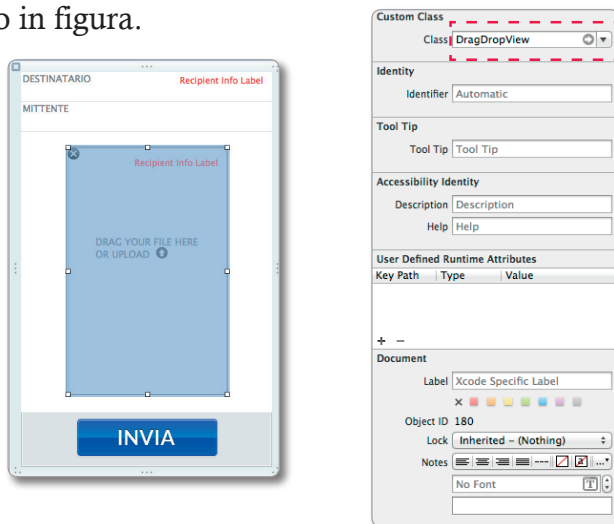 o in figura.
DESTINATARIO
Recipient Info Label
MITTENTE
Recipient Info Label
DRAG YOUR FILE HERE
OR UPLOAD
INVIA
Custom Class
Class DragDropView
Identity
Identifier Automatic
Tool Tip
Tool Tip Tool Tip
Accessibility Identity
Description Description
Help Help
User Defined Runtime Attributes
Key Path Type Value
+ −
Document
Label Xcode Specific Label
Object ID 180
Lock Inherited – (Nothing)
Notes
No Font